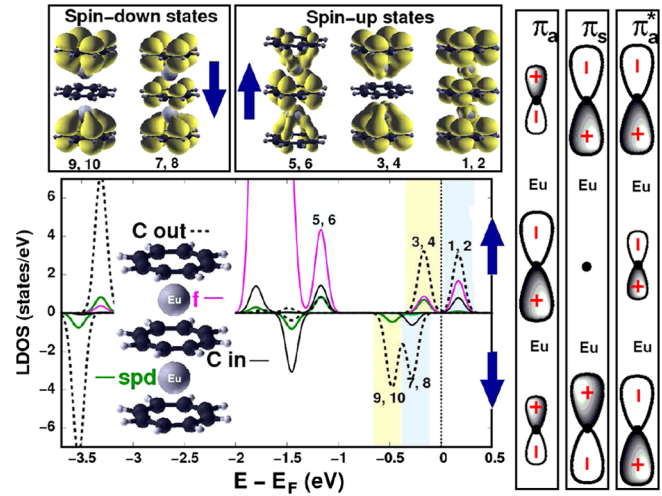 Spin-down states
9, 10
7, 8
Spin-up states
5, 6
3, 4
1, 2
πa
πs
πa*
+
-
-
+
-
+
Eu
Eu
Eu
-
+
-
+
Eu
Eu
Eu
+
-
+
-
-
+
LDOS (states/eV)
6
4
2
0
-2
-4
-6
C out ----
Eu
f —
C in —
— spd
Eu
5, 6
3, 4
1, 2
9, 10
7, 8
-3.5
-3
-2.5
-2
-1.5
-1
-0.5
0
0.5
E - EF (eV)